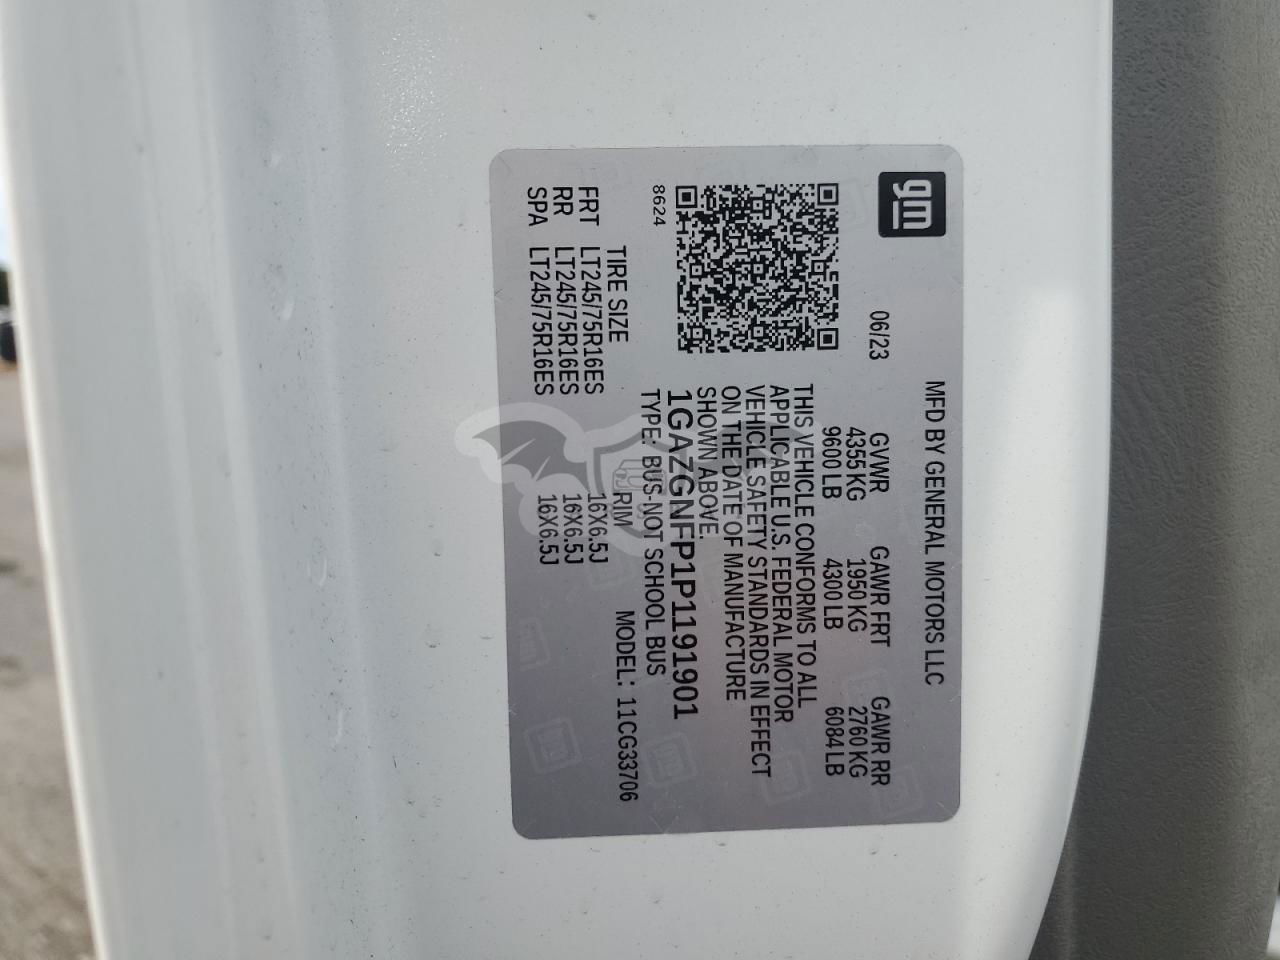 gm
MFD BY GENERAL MOTORS LLC
06/23 GVWR GAWR FRT GAWR RR
4355 KG 1950 KG 2760 KG
9600 LB 4300 LB 6084 LB
THIS VEHICLE CONFORMS TO ALL
APPLICABLE U.S. FEDERAL MOTOR
VEHICLE SAFETY STANDARDS IN EFFECT
ON THE DATE OF MANUFACTURE
SHOWN ABOVE.
1GAZGNFP1P1191901
8624
TYPE: BUS-NOT SCHOOL BUS
MODEL: 11CG33706
TIRE SIZE RIM
FRT LT245/75R16ES 16X6.5J
RR LT245/75R16ES 16X6.5J
SPA LT245/75R16ES 16X6.5J